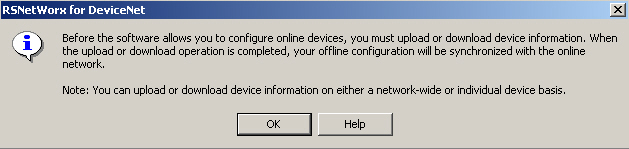 RSNetWorx for DeviceNet
Before the software allows you to configure online devices, you must upload or download device information. When
the upload or download operation is completed, your offline configuration will be synchronized with the online
network.
Note: You can upload or download device information on either a network-wide or individual device basis.
OK
Help